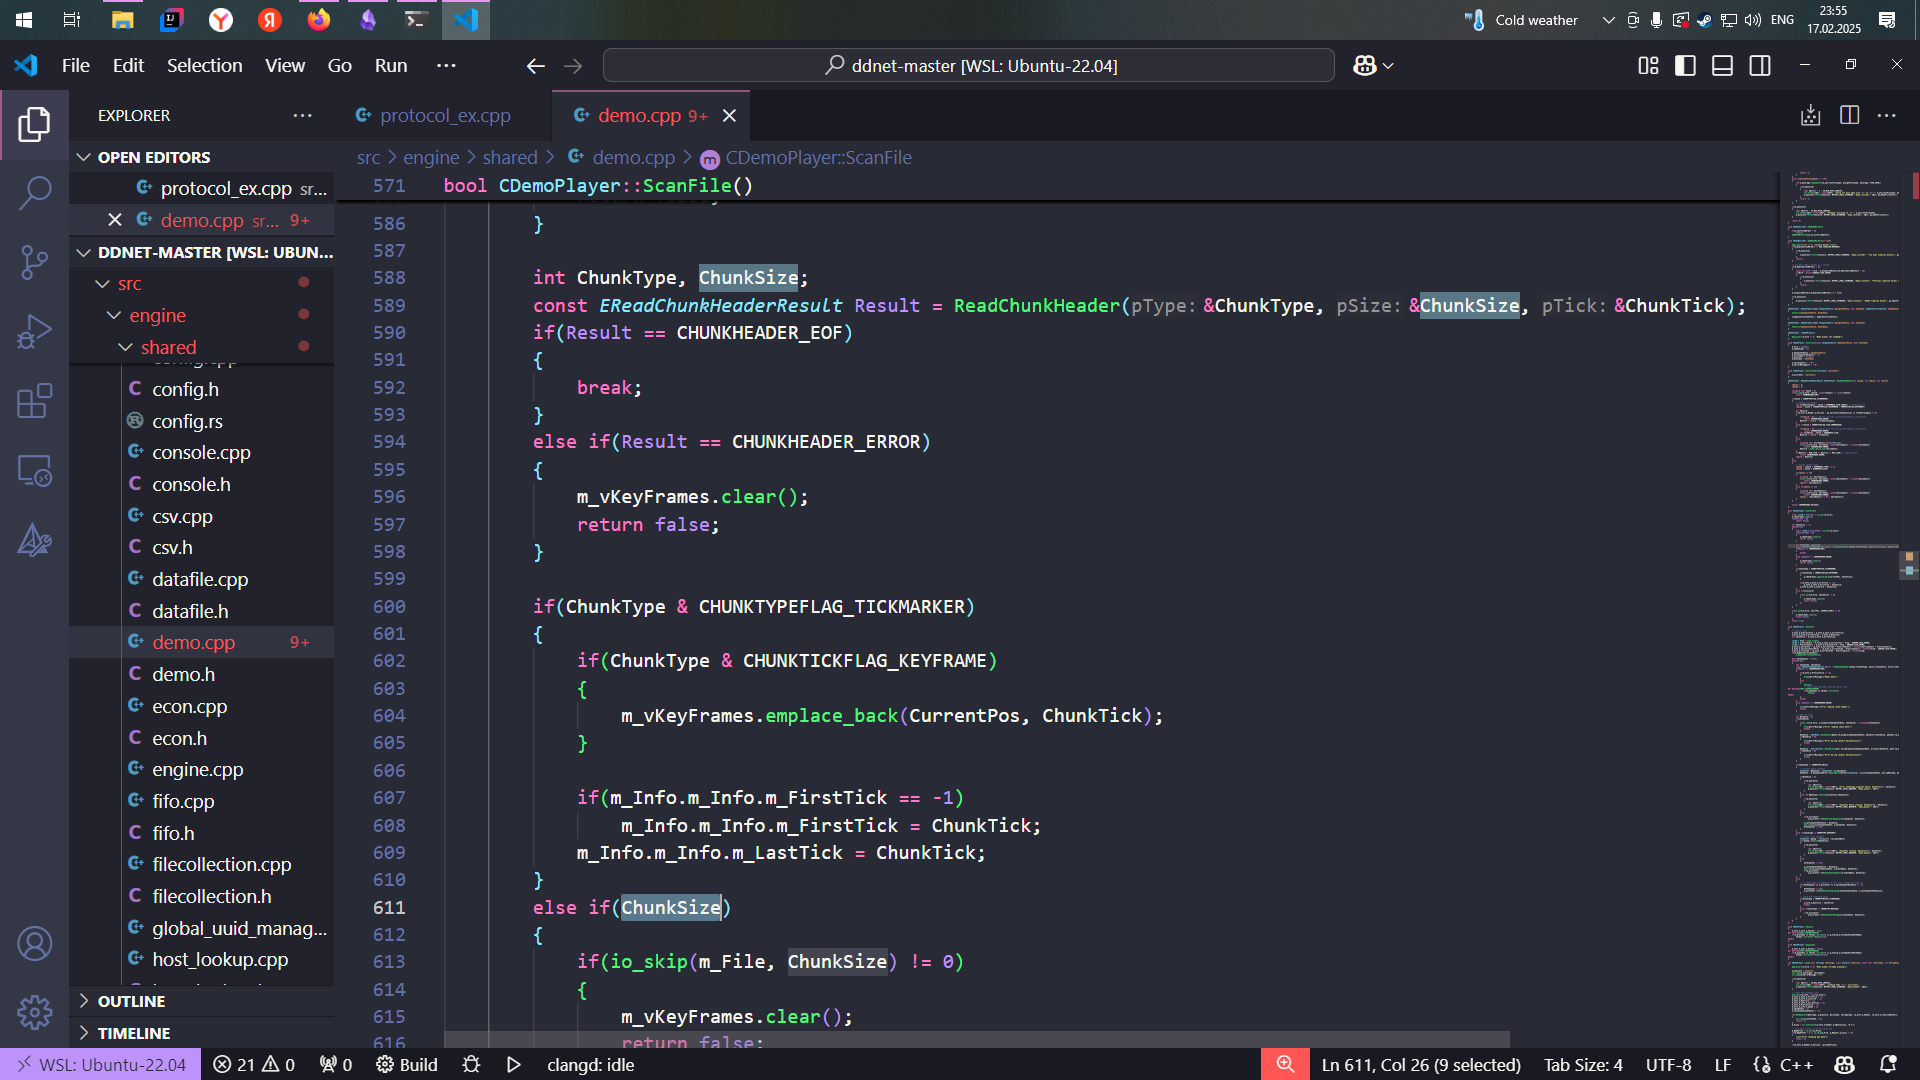 Cold weather
ENG
23:55
17.02.2025
File Edit Selection View Go Run ···
ddnet-master [WSL: Ubuntu-22.04]
EXPLORER
protocol_ex.cpp
demo.cpp 9+
OPEN EDITORS
protocol_ex.cpp sr...
demo.cpp sr... 9+
DDNET-MASTER [WSL: UBUN...
src
engine
shared
config.h
config.rs
console.cpp
console.h
csv.cpp
csv.h
datafile.cpp
datafile.h
demo.cpp 9+
demo.h
econ.cpp
econ.h
engine.cpp
fifo.cpp
fifo.h
filecollection.cpp
filecollection.h
global_uuid_manag...
host_lookup.cpp
OUTLINE
TIMELINE
src > engine > shared > demo.cpp > CDemoPlayer::ScanFile
571 bool CDemoPlayer::ScanFile()
586 }
587
588 int ChunkType, ChunkSize;
589 const EReadChunkHeaderResult Result = ReadChunkHeader(pType: &ChunkType, pSize: &ChunkSize, pTick: &ChunkTick);
590 if(Result == CHUNKHEADER_EOF)
591 {
592 break;
593 }
594 else if(Result == CHUNKHEADER_ERROR)
595 {
596 m_vKeyFrames.clear();
597 return false;
598 }
599
600 if(ChunkType & CHUNKTYPEFLAG_TICKMARKER)
601 {
602 if(ChunkType & CHUNKTICKFLAG_KEYFRAME)
603 {
604 m_vKeyFrames.emplace_back(CurrentPos, ChunkTick);
605 }
606
607 if(m_Info.m_Info.m_FirstTick == -1)
608 m_Info.m_Info.m_FirstTick = ChunkTick;
609 m_Info.m_Info.m_LastTick = ChunkTick;
610 }
611 else if(ChunkSize)
612 {
613 if(io_skip(m_File, ChunkSize) != 0)
614 {
615 m_vKeyFrames.clear();
616 return false;
WSL: Ubuntu-22.04 21 0 0 Build clangd: idle Ln 611, Col 26 (9 selected) Tab Size: 4 UTF-8 LF C++